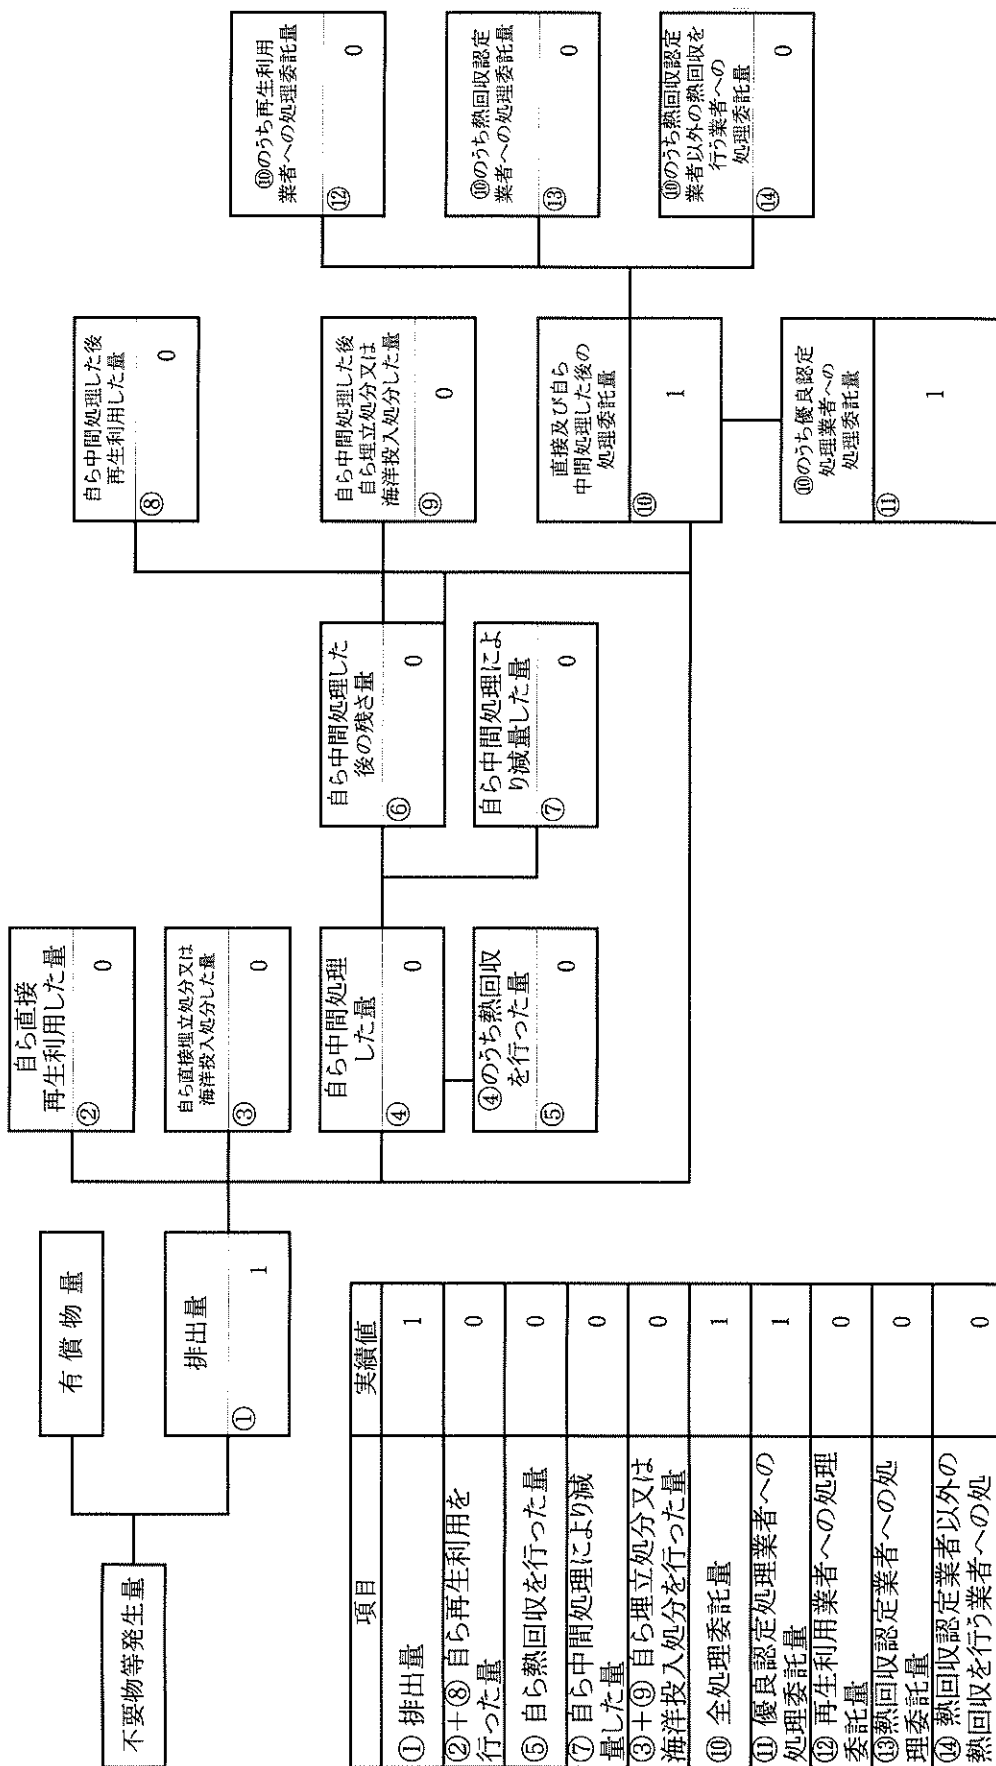 不要物等発生量
有償物量
排出量
① 1
自ら直接
再生利用した量
② 0
自ら直接埋立処分又は
海洋投入処分した量
③ 0
自ら中間処理
した量
④ 0
④のうち熱回収
を行った量
⑤ 0
自ら中間処理した
後の残さ量
⑥ 0
自ら中間処理によ
り減量した量
⑦ 0
自ら中間処理した後
再生利用した量
⑧ 0
自ら中間処理した後
自ら埋立処分又は
海洋投入処分した量
⑨ 0
直接及び自ら
中間処理した後の
処理委託量
⑩ 1
⑩のうち優良認定
処理業者への
処理委託量
⑪ 1
⑩のうち再生利用
業者への処理委託量
⑫ 0
⑩のうち熱回収認定
業者への処理委託量
⑬ 0
⑩のうち熱回収認定
業者以外の熱回収を
行う業者への
処理委託量
⑭ 0
項目 実績値
① 排出量 1
②+⑧ 自ら再生利用を
行った量 0
⑤ 自ら熱回収を行った量 0
⑦ 自ら中間処理により減
量した量 0
③+⑨ 自ら埋立処分又は
海洋投入処分を行った量 0
⑩ 全処理委託量 1
⑪ 優良認定処理業者への
処理委託量 1
⑫ 再生利用業者への処理
委託量 0
⑬熱回収認定業者への処
理委託量 0
⑭ 熱回収認定業者以外の
熱回収を行う業者への処 0